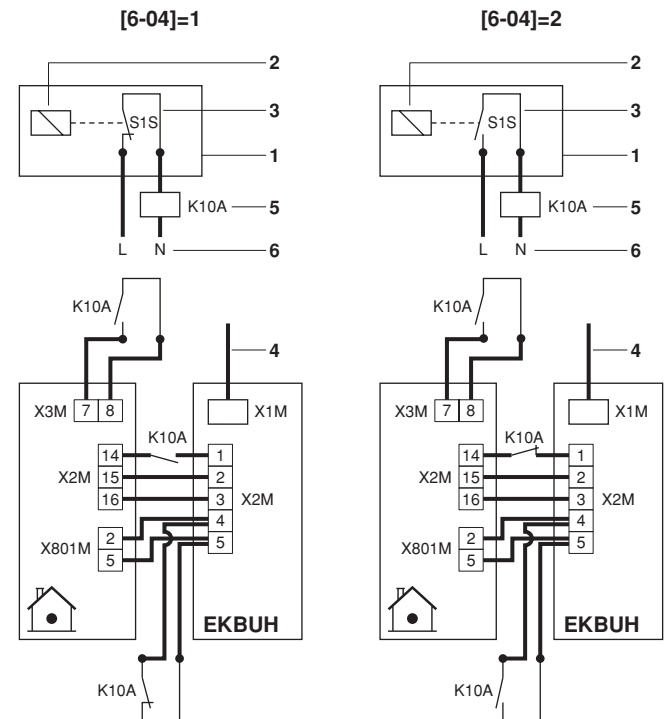 [6-04]=1
2
S1S
3
1
K10A
5
L N
6
K10A
4
X3M 7 8
X1M
K10A
14 1
X2M 15 2
16 3 X2M
4
X801M 2
5 5
EKBUH
K10A
[6-04]=2
2
S1S
3
1
K10A
5
L N
6
K10A
4
X3M 7 8
X1M
K10A
14 1
X2M 15 2
16 3 X2M
4
X801M 2
5 5
EKBUH
K10A